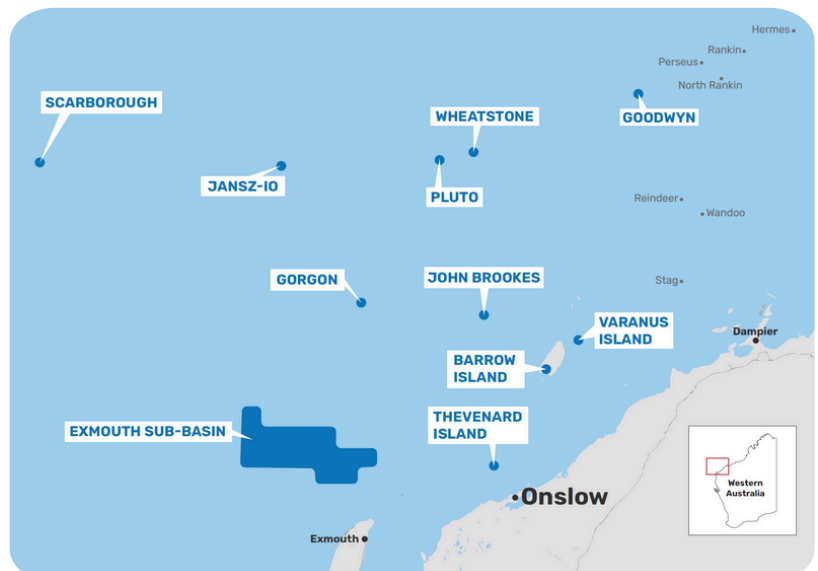 Hermes
Rankin
Perseus
North Rankin
SCARBOROUGH
WHEATSTONE
GOODWYN
JANSZ-IO
PLUTO
Reindeer
Wandoo
GORGON
JOHN BROOKES
Stag
VARANUS
ISLAND
Dampier
BARROW
ISLAND
THEVENARD
ISLAND
EXMOUTH SUB-BASIN
Western
Australia
Onslow
Exmouth